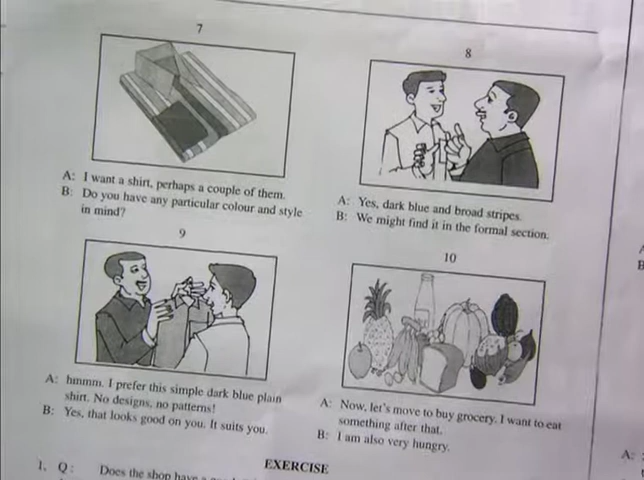 7
A: I want a shirt, perhaps a couple of them.
B: Do you have any particular colour and style
in mind?
8
A: Yes, dark blue and broad stripes.
B: We might find it in the formal section.
9
A: hmmm. I prefer this simple dark blue plain
shirt. No designs, no patterns!
B: Yes, that looks good on you. It suits you.
10
A: Now, let's move to buy grocery. I want to eat
something after that.
B: I am also very hungry.
EXERCISE
1. Q: Does the shop have a
A: